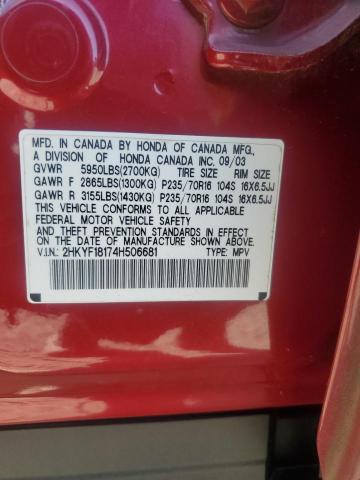 MFD. IN CANADA BY HONDA OF CANADA MFG.,
A DIVISION OF HONDA CANADA INC. 09/03
GVWR 5950LBS(2700KG) TIRE SIZE RIM SIZE
GAWR F 2865LBS(1300KG) P235/70R16 104S 16X6.5JJ
GAWR R 3155LBS(1430KG) P235/70R16 104S 16X6.5JJ
THIS VEHICLE CONFORMS TO ALL APPLICABLE
FEDERAL MOTOR VEHICLE SAFETY
AND THEFT PREVENTION STANDARDS IN EFFECT
ON THE DATE OF MANUFACTURE SHOWN ABOVE.
V.I.N.: 2HKYF18174H506681 TYPE: MPV